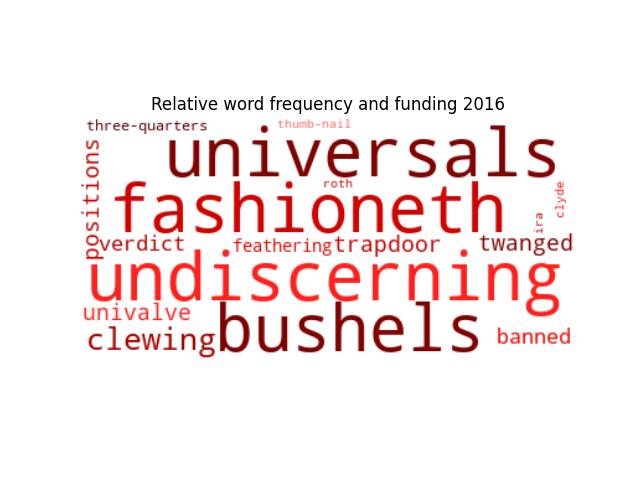 Relative word frequency and funding 2016
three-quarters
thumb-nail
universals
positions
roth
fashioneth
clyde
ira
verdict
feathering
trapdoor
twanged
undiscerning
univalve
bushels
clewing
banned